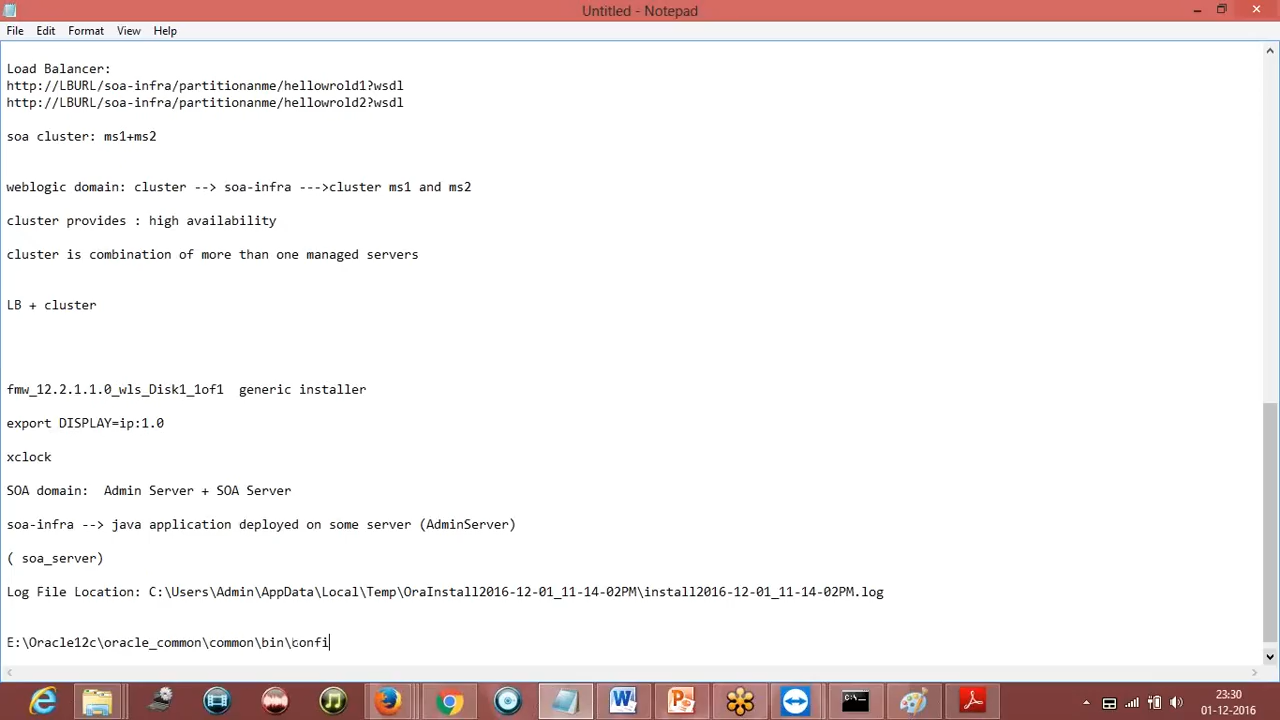 Untitled - Notepad
File Edit Format View Help
Load Balancer:
http://LBURL/soa-infra/partitionanme/hellowrold1?wsdl
http://LBURL/soa-infra/partitionanme/hellowrold2?wsdl
soa cluster: ms1+ms2
weblogic domain: cluster --> soa-infra --->cluster ms1 and ms2
cluster provides : high availability
cluster is combination of more than one managed servers
LB + cluster
fmw_12.2.1.1.0_wls_Disk1_1of1  generic installer
export DISPLAY=ip:1.0
xclock
SOA domain:  Admin Server + SOA Server
soa-infra --> java application deployed on some server (AdminServer)
( soa_server)
Log File Location: C:\Users\Admin\AppData\Local\Temp\OraInstall2016-12-01_11-14-02PM\install2016-12-01_11-14-02PM.log
E:\Oracle12c\oracle_common\common\bin\confi
23:30
01-12-2016